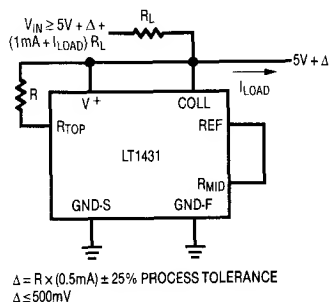 V_IN ≥ 5V + Δ +
(1mA + I_LOAD) R_L
R_L
5V + Δ
I_LOAD
R
V+
COLL
R_TOP
REF
LT1431
R_MID
GND-S
GND-F
Δ = R × (0.5mA) ± 25% PROCESS TOLERANCE
Δ ≤ 500mV